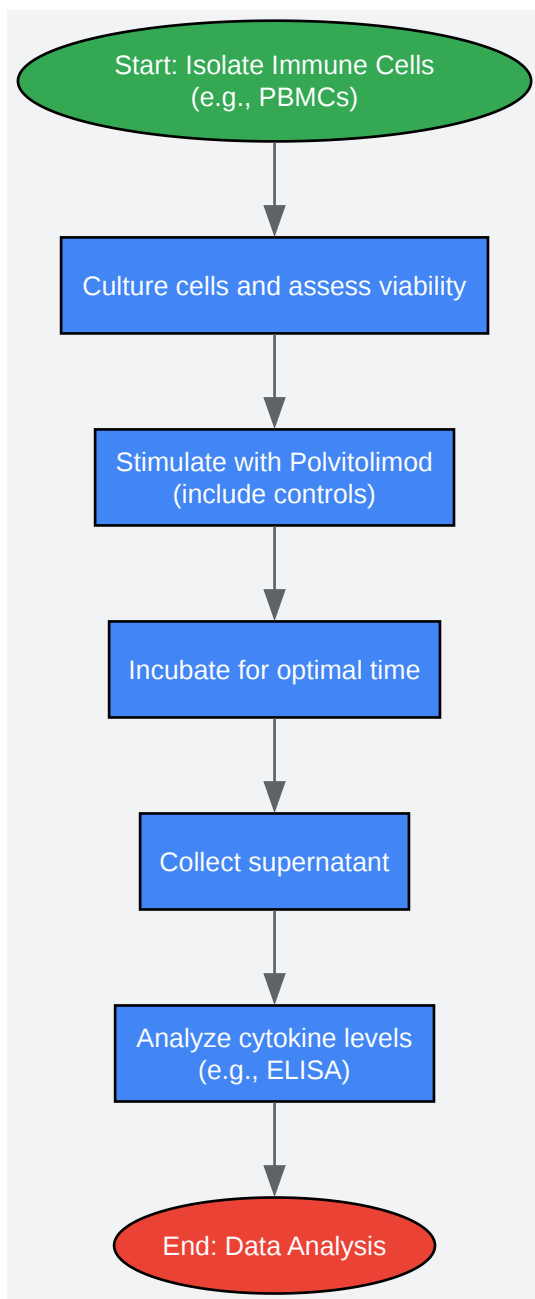 Start: Isolate Immune Cells
(e.g., PBMCs)
Culture cells and assess viability
Stimulate with Polvitolimod
(include controls)
Incubate for optimal time
Collect supernatant
Analyze cytokine levels
(e.g., ELISA)
End: Data Analysis